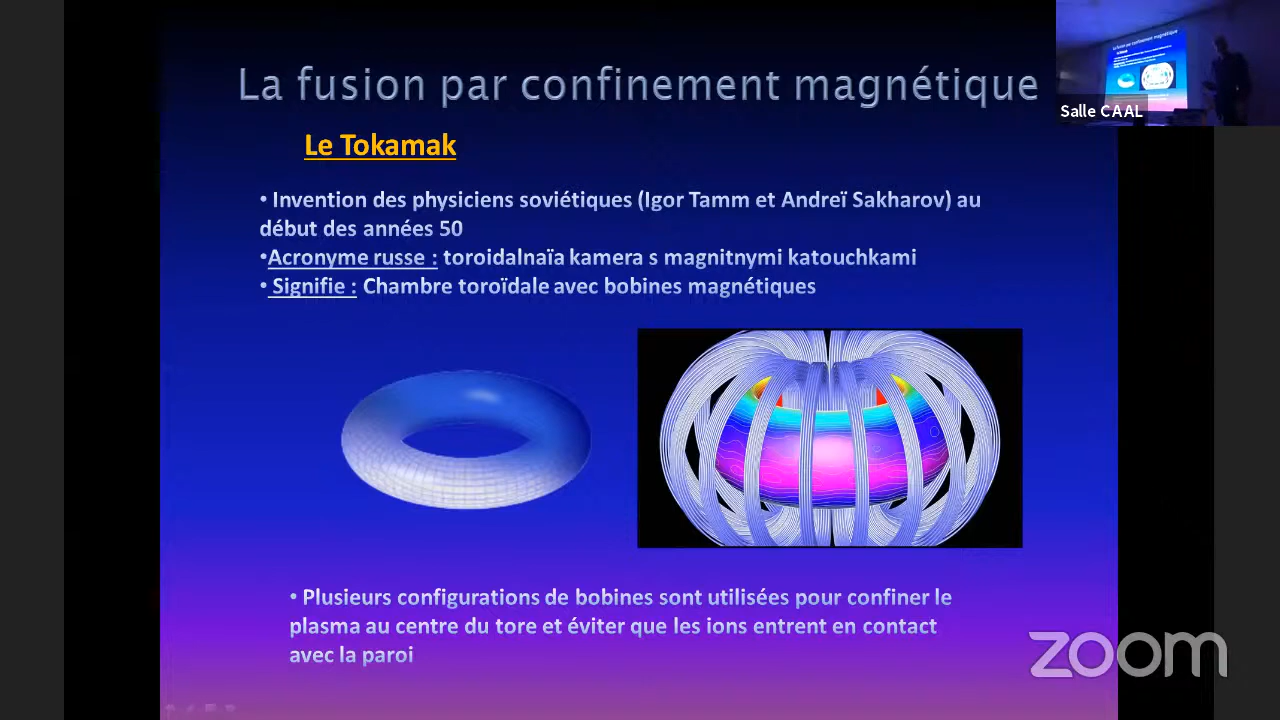 La fusion par confinement magnétique
Salle CAAL
Le Tokamak
• Invention des physiciens soviétiques (Igor Tamm et Andreï Sakharov) au
début des années 50
•Acronyme russe : toroidalnaïa kamera s magnitnymi katouchkami
• Signifie : Chambre toroïdale avec bobines magnétiques
• Plusieurs configurations de bobines sont utilisées pour confiner le
plasma au centre du tore et éviter que les ions entrent en contact
avec la paroi
zoom